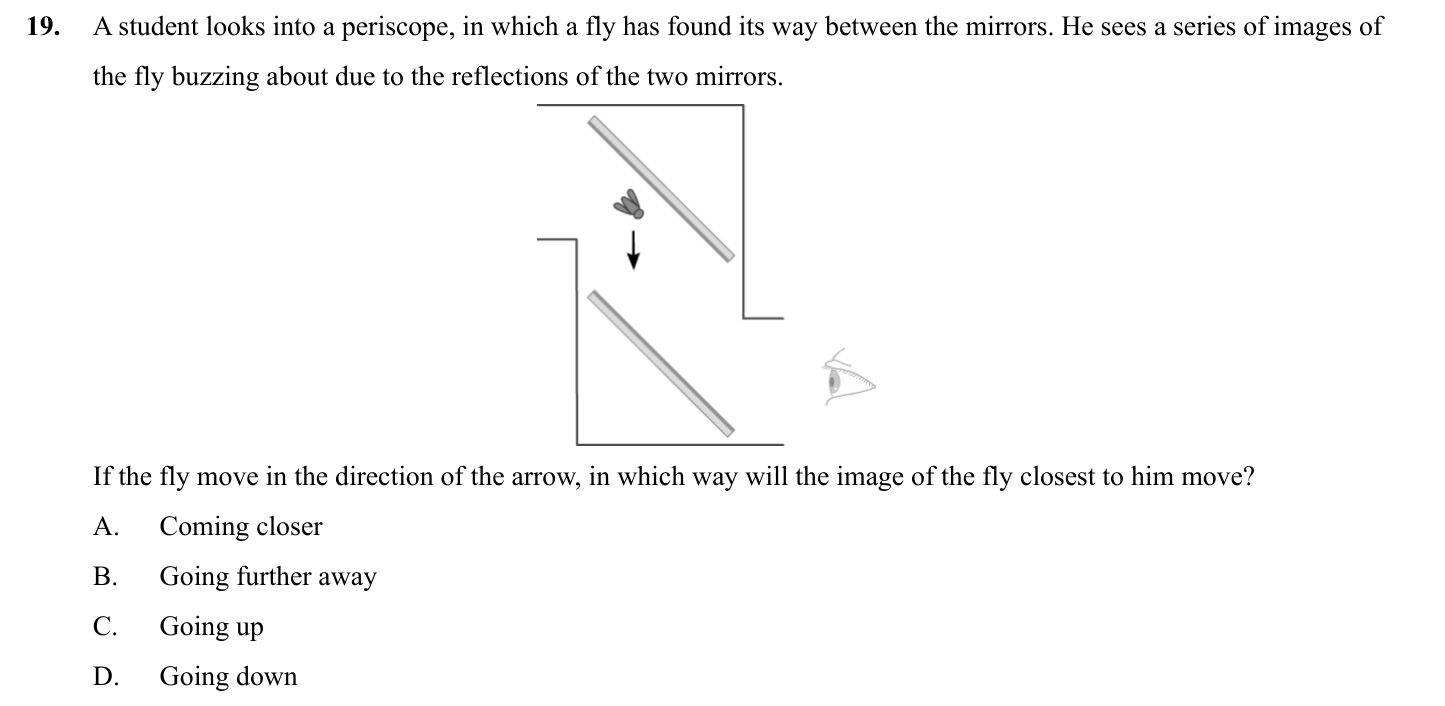 19. A student looks into a periscope, in which a fly has found its way between the mirrors. He sees a series of images of
the fly buzzing about due to the reflections of the two mirrors.
If the fly move in the direction of the arrow, in which way will the image of the fly closest to him move?
A. Coming closer
B. Going further away
C. Going up
D. Going down